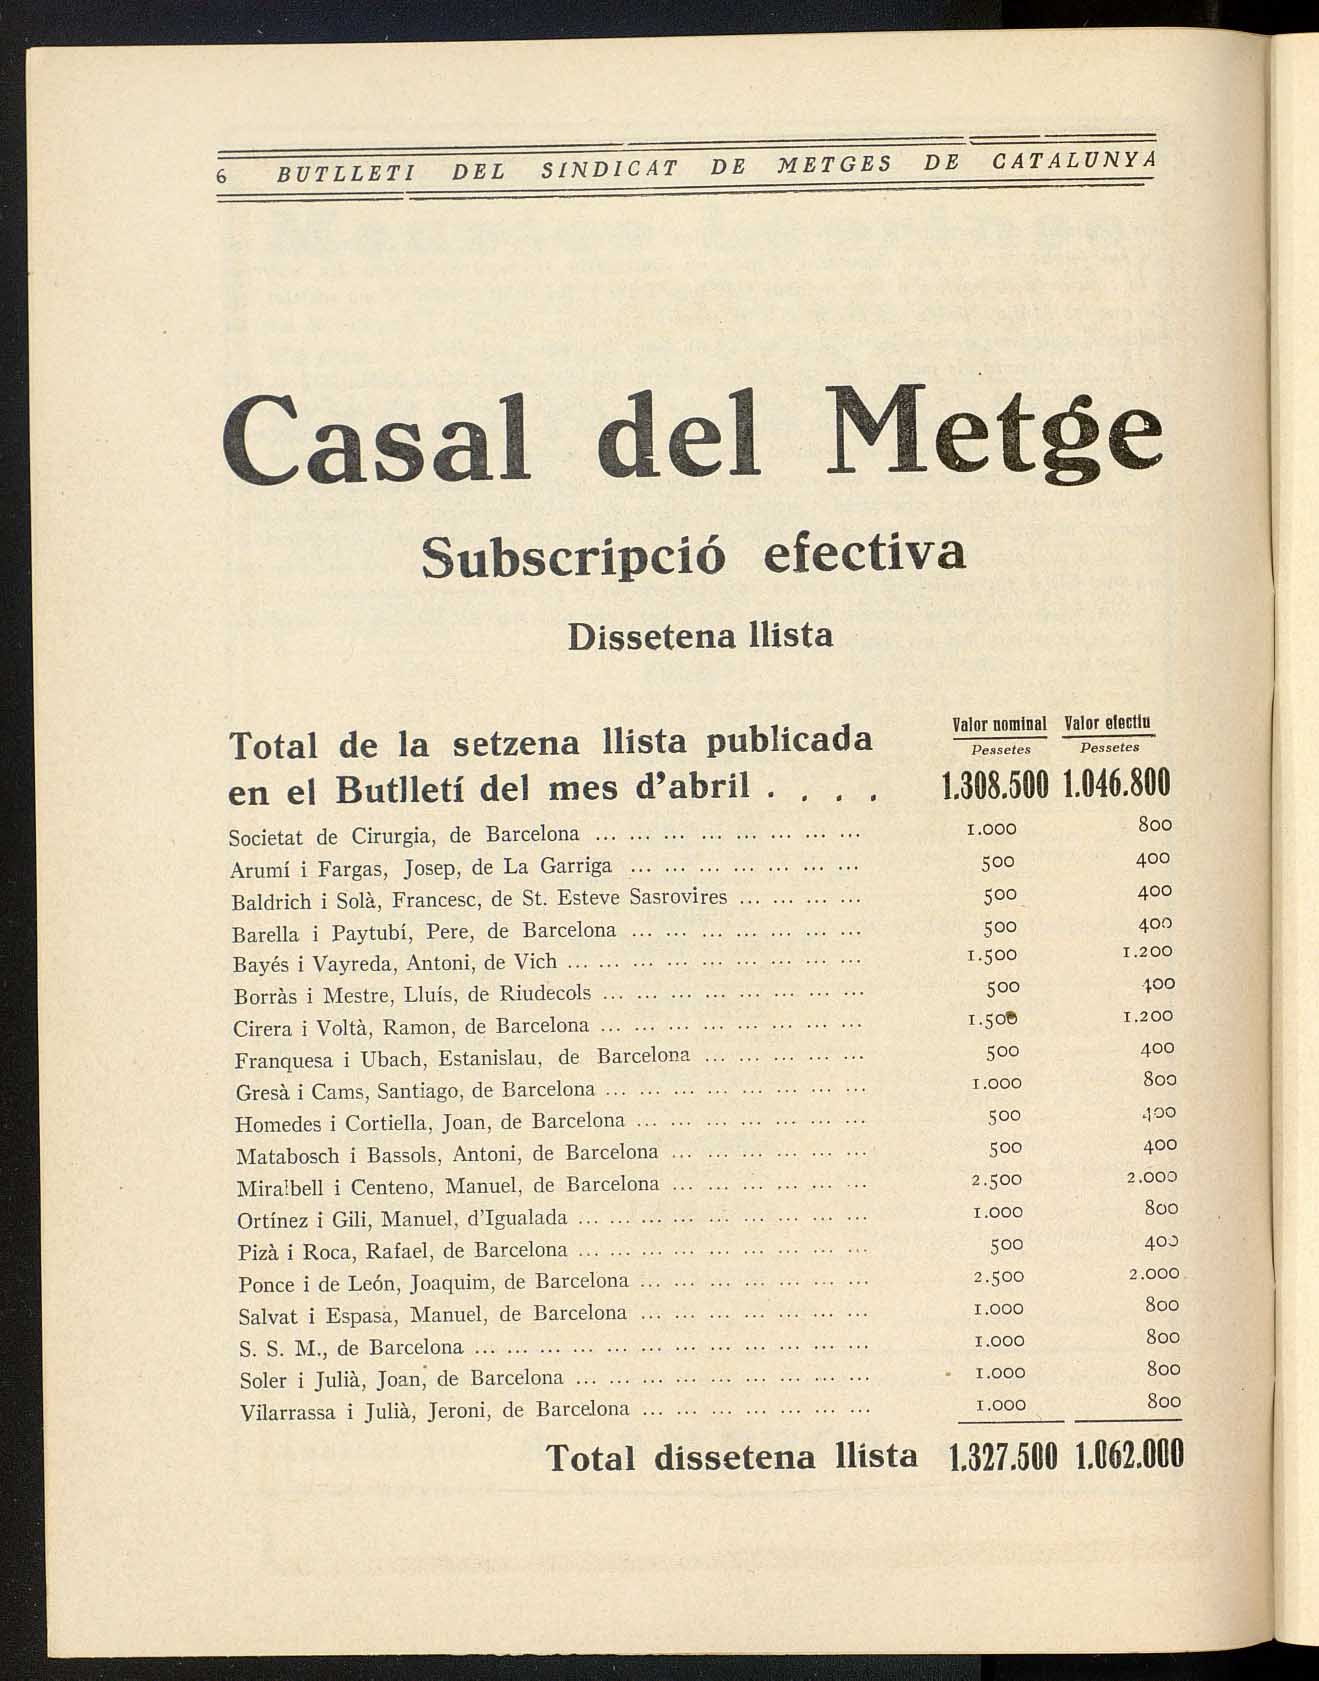 6 BUTLLETI DEL SINDICAT DE METGES DE CATALUNYA
Casal del Metge
Subscripció efectiva
Dissetena llista
Valor nominal Valor efectiu
Pessetes Pessetes
Total de la setzena llista publicada
en el Butlletí del mes d'abril . . . . 1.308.500 1.046.800
Societat de Cirurgia, de Barcelona ... ... ... ... ... ... ... ... 1.000 800
Arumí i Fargas, Josep, de La Garriga ... ... ... ... ... ... ... 500 400
Baldrich i Solà, Francesc, de St. Esteve Sasrovires ... ... ... ... 500 400
Barella i Paytubí, Pere, de Barcelona ... ... ... ... ... ... ... 500 400
Bayés i Vayreda, Antoni, de Vich ... ... ... ... ... ... ... ... ... 1.500 1.200
Borràs i Mestre, Lluís, de Riudecols ... ... ... ... ... ... ... ... 500 400
Cirera i Voltà, Ramon, de Barcelona ... ... ... ... ... ... ... ... 1.500 1.200
Franquesa i Ubach, Estanislau, de Barcelona ... ... ... ... ... 500 400
Gresà i Cams, Santiago, de Barcelona ... ... ... ... ... ... ... ... 1.000 800
Homedes i Cortiella, Joan, de Barcelona ... ... ... ... ... ... ... 500 400
Matabosch i Bassols, Antoni, de Barcelona ... ... ... ... ... ... 500 400
Miralbell i Centeno, Manuel, de Barcelona ... ... ... ... ... ... 2.500 2.000
Ortínez i Gili, Manuel, d'Igualada ... ... ... ... ... ... ... ... ... 1.000 800
Pizà i Roca, Rafael, de Barcelona ... ... ... ... ... ... ... ... ... 500 400
Ponce i de León, Joaquim, de Barcelona ... ... ... ... ... ... ... 2.500 2.000
Salvat i Espasa, Manuel, de Barcelona ... ... ... ... ... ... ... 1.000 800
S. S. M., de Barcelona ... ... ... ... ... ... ... ... ... ... ... ... 1.000 800
Soler i Julià, Joan, de Barcelona ... ... ... ... ... ... ... ... ... 1.000 800
Vilarrassa i Julià, Jeroni, de Barcelona ... ... ... ... ... ... ... 1.000 800
Total dissetena llista 1.327.500 1.062.000